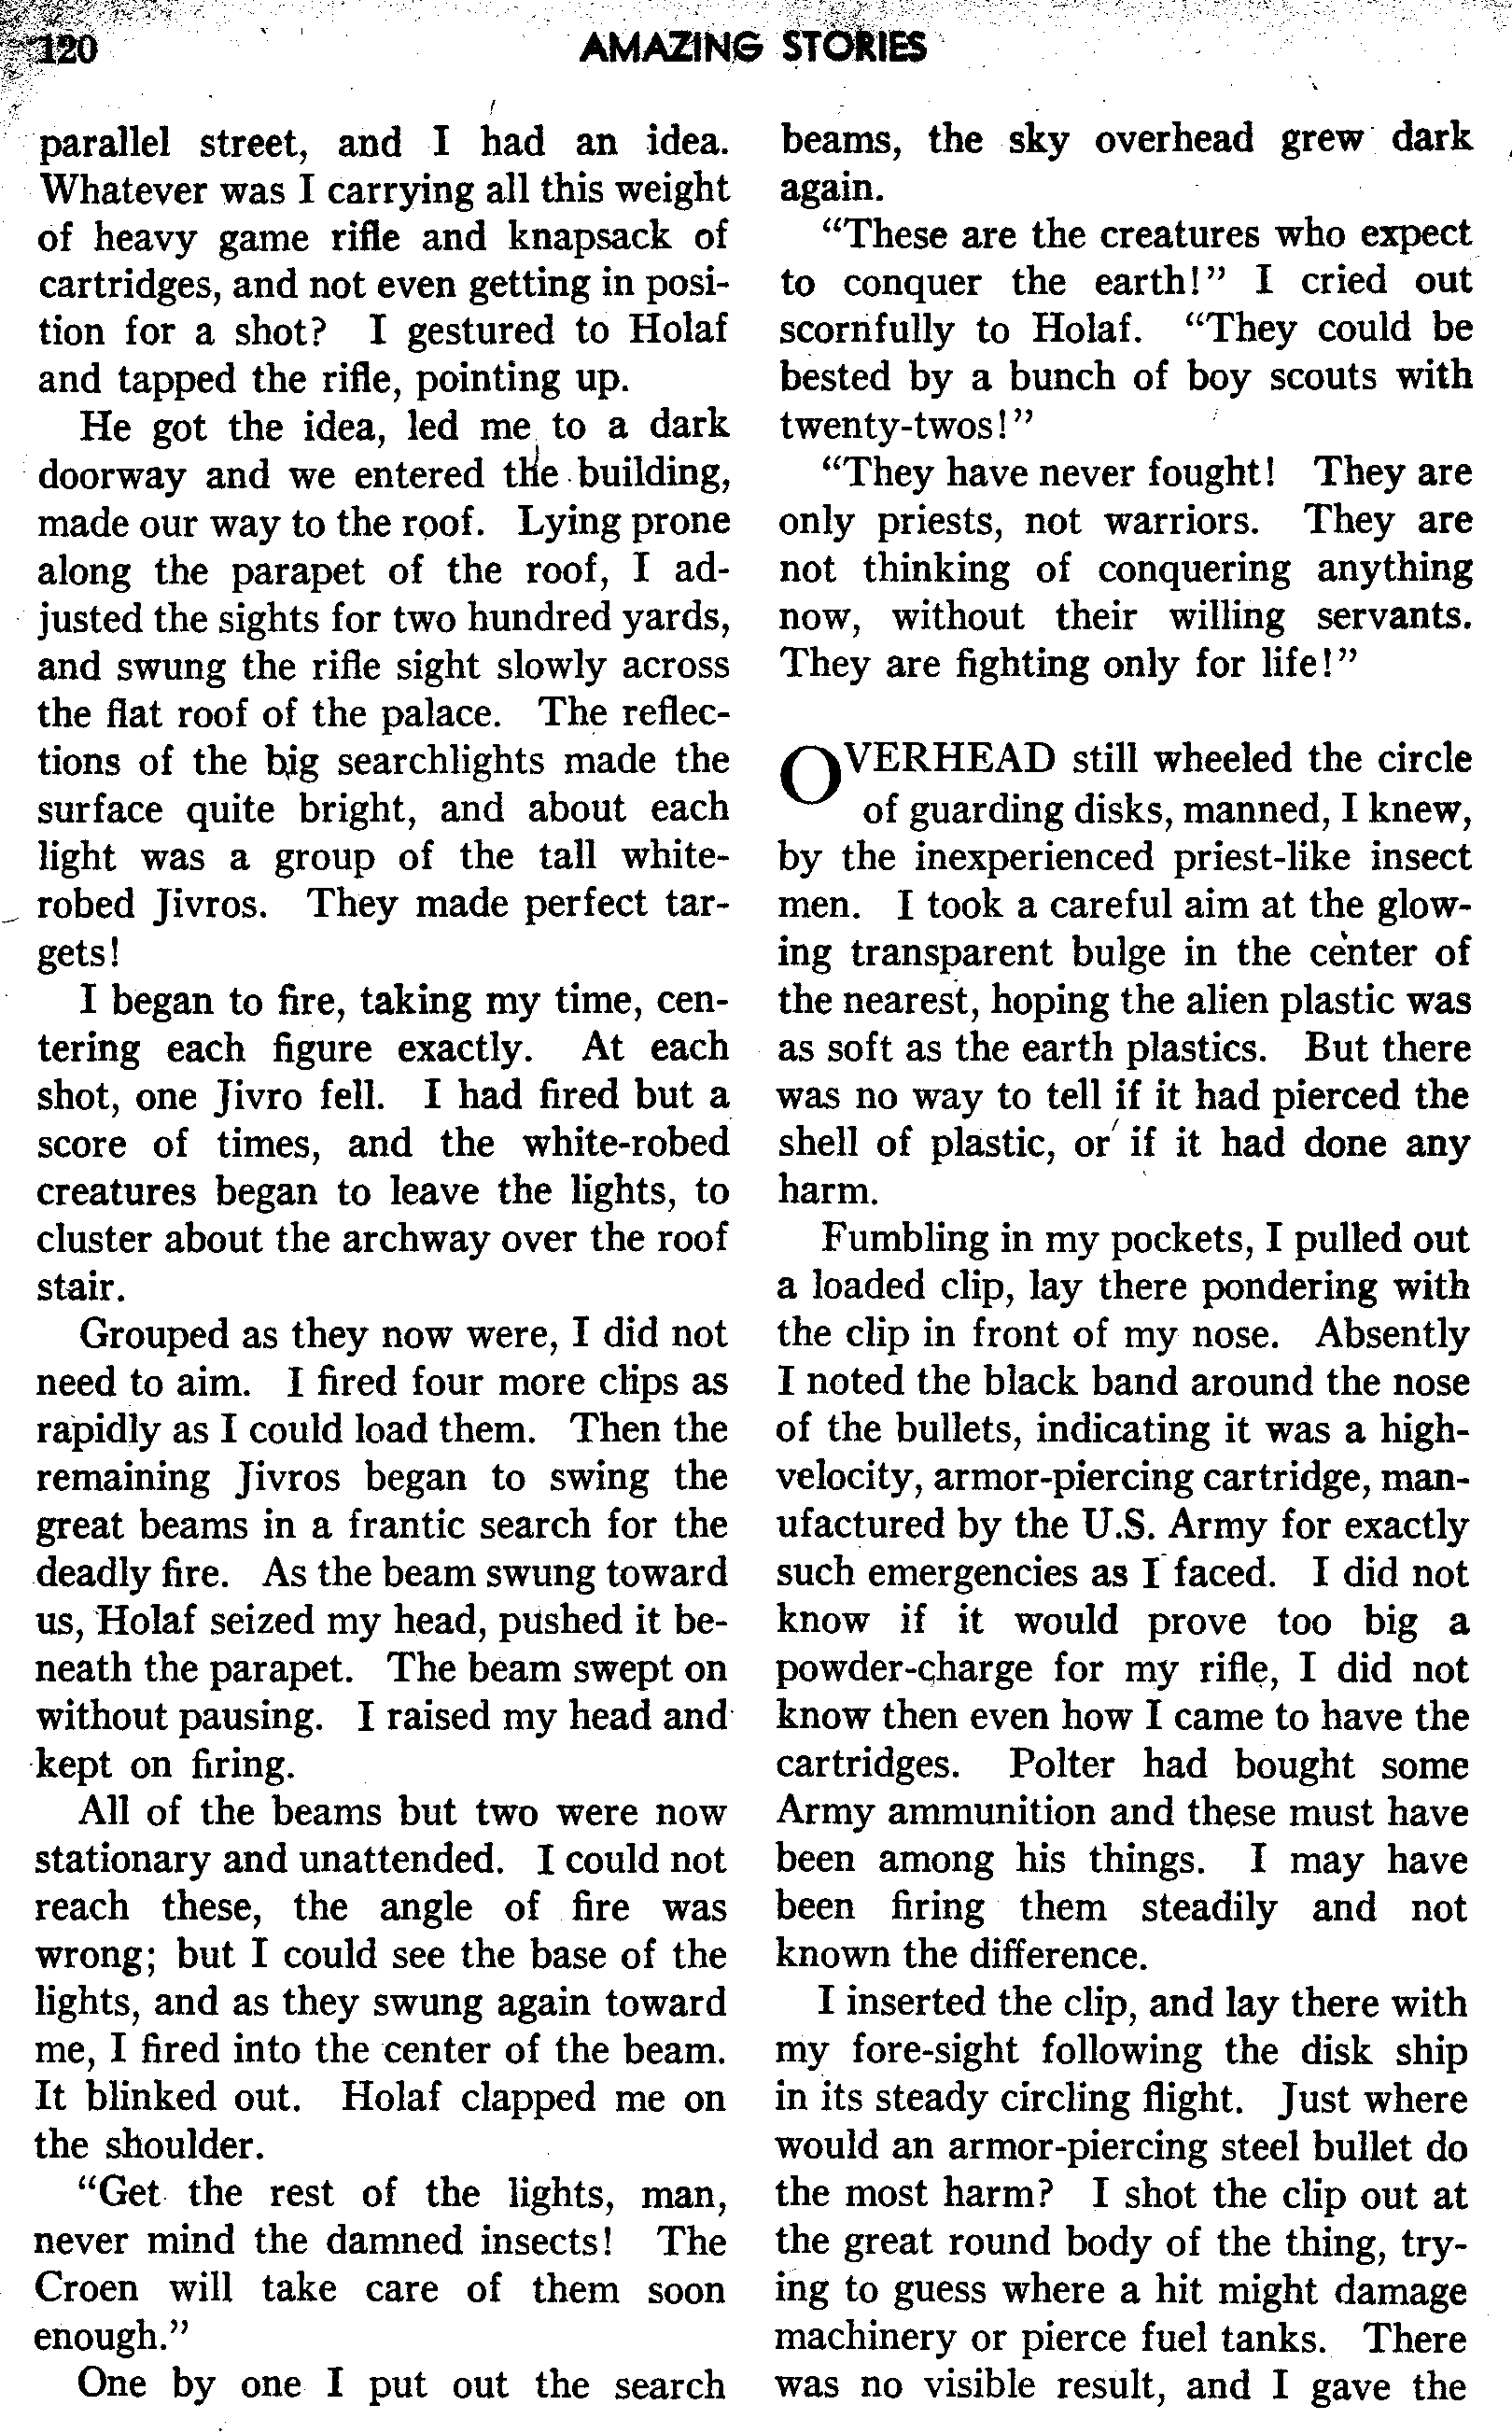 120
AMAZING STORIES
parallel street, and I had an idea.
Whatever was I carrying all this weight
of heavy game rifle and knapsack of
cartridges, and not even getting in posi-
tion for a shot? I gestured to Holaf
and tapped the rifle, pointing up.
He got the idea, led me to a dark
doorway and we entered the building,
made our way to the roof. Lying prone
along the parapet of the roof, I ad-
justed the sights for two hundred yards,
and swung the rifle sight slowly across
the flat roof of the palace. The reflec-
tions of the big searchlights made the
surface quite bright, and about each
light was a group of the tall white-
robed Jivros. They made perfect tar-
gets!
I began to fire, taking my time, cen-
tering each figure exactly. At each
shot, one Jivro fell. I had fired but a
score of times, and the white-robed
creatures began to leave the lights, to
cluster about the archway over the roof
stair.
Grouped as they now were, I did not
need to aim. I fired four more clips as
rapidly as I could load them. Then the
remaining Jivros began to swing the
great beams in a frantic search for the
deadly fire. As the beam swung toward
us, Holaf seized my head, pushed it be-
neath the parapet. The beam swept on
without pausing. I raised my head and
kept on firing.
All of the beams but two were now
stationary and unattended. I could not
reach these, the angle of fire was
wrong; but I could see the base of the
lights, and as they swung again toward
me, I fired into the center of the beam.
It blinked out. Holaf clapped me on
the shoulder.
“Get the rest of the lights, man,
never mind the damned insects! The
Croen will take care of them soon
enough.”
One by one I put out the search
beams, the sky overhead grew dark
again.
“These are the creatures who expect
to conquer the earth!” I cried out
scornfully to Holaf. “They could be
bested by a bunch of boy scouts with
twenty-twos!”
“They have never fought! They are
only priests, not warriors. They are
not thinking of conquering anything
now, without their willing servants.
They are fighting only for life!”
OVERHEAD still wheeled the circle
of guarding disks, manned, I knew,
by the inexperienced priest-like insect
men. I took a careful aim at the glow-
ing transparent bulge in the center of
the nearest, hoping the alien plastic was
as soft as the earth plastics. But there
was no way to tell if it had pierced the
shell of plastic, or if it had done any
harm.
Fumbling in my pockets, I pulled out
a loaded clip, lay there pondering with
the clip in front of my nose. Absently
I noted the black band around the nose
of the bullets, indicating it was a high-
velocity, armor-piercing cartridge, man-
ufactured by the U.S. Army for exactly
such emergencies as I faced. I did not
know if it would prove too big a
powder-charge for my rifle, I did not
know then even how I came to have the
cartridges. Polter had bought some
Army ammunition and these must have
been among his things. I may have
been firing them steadily and not
known the difference.
I inserted the clip, and lay there with
my fore-sight following the disk ship
in its steady circling flight. Just where
would an armor-piercing steel bullet do
the most harm? I shot the clip out at
the great round body of the thing, try-
ing to guess where a hit might damage
machinery or pierce fuel tanks. There
was no visible result, and I gave the